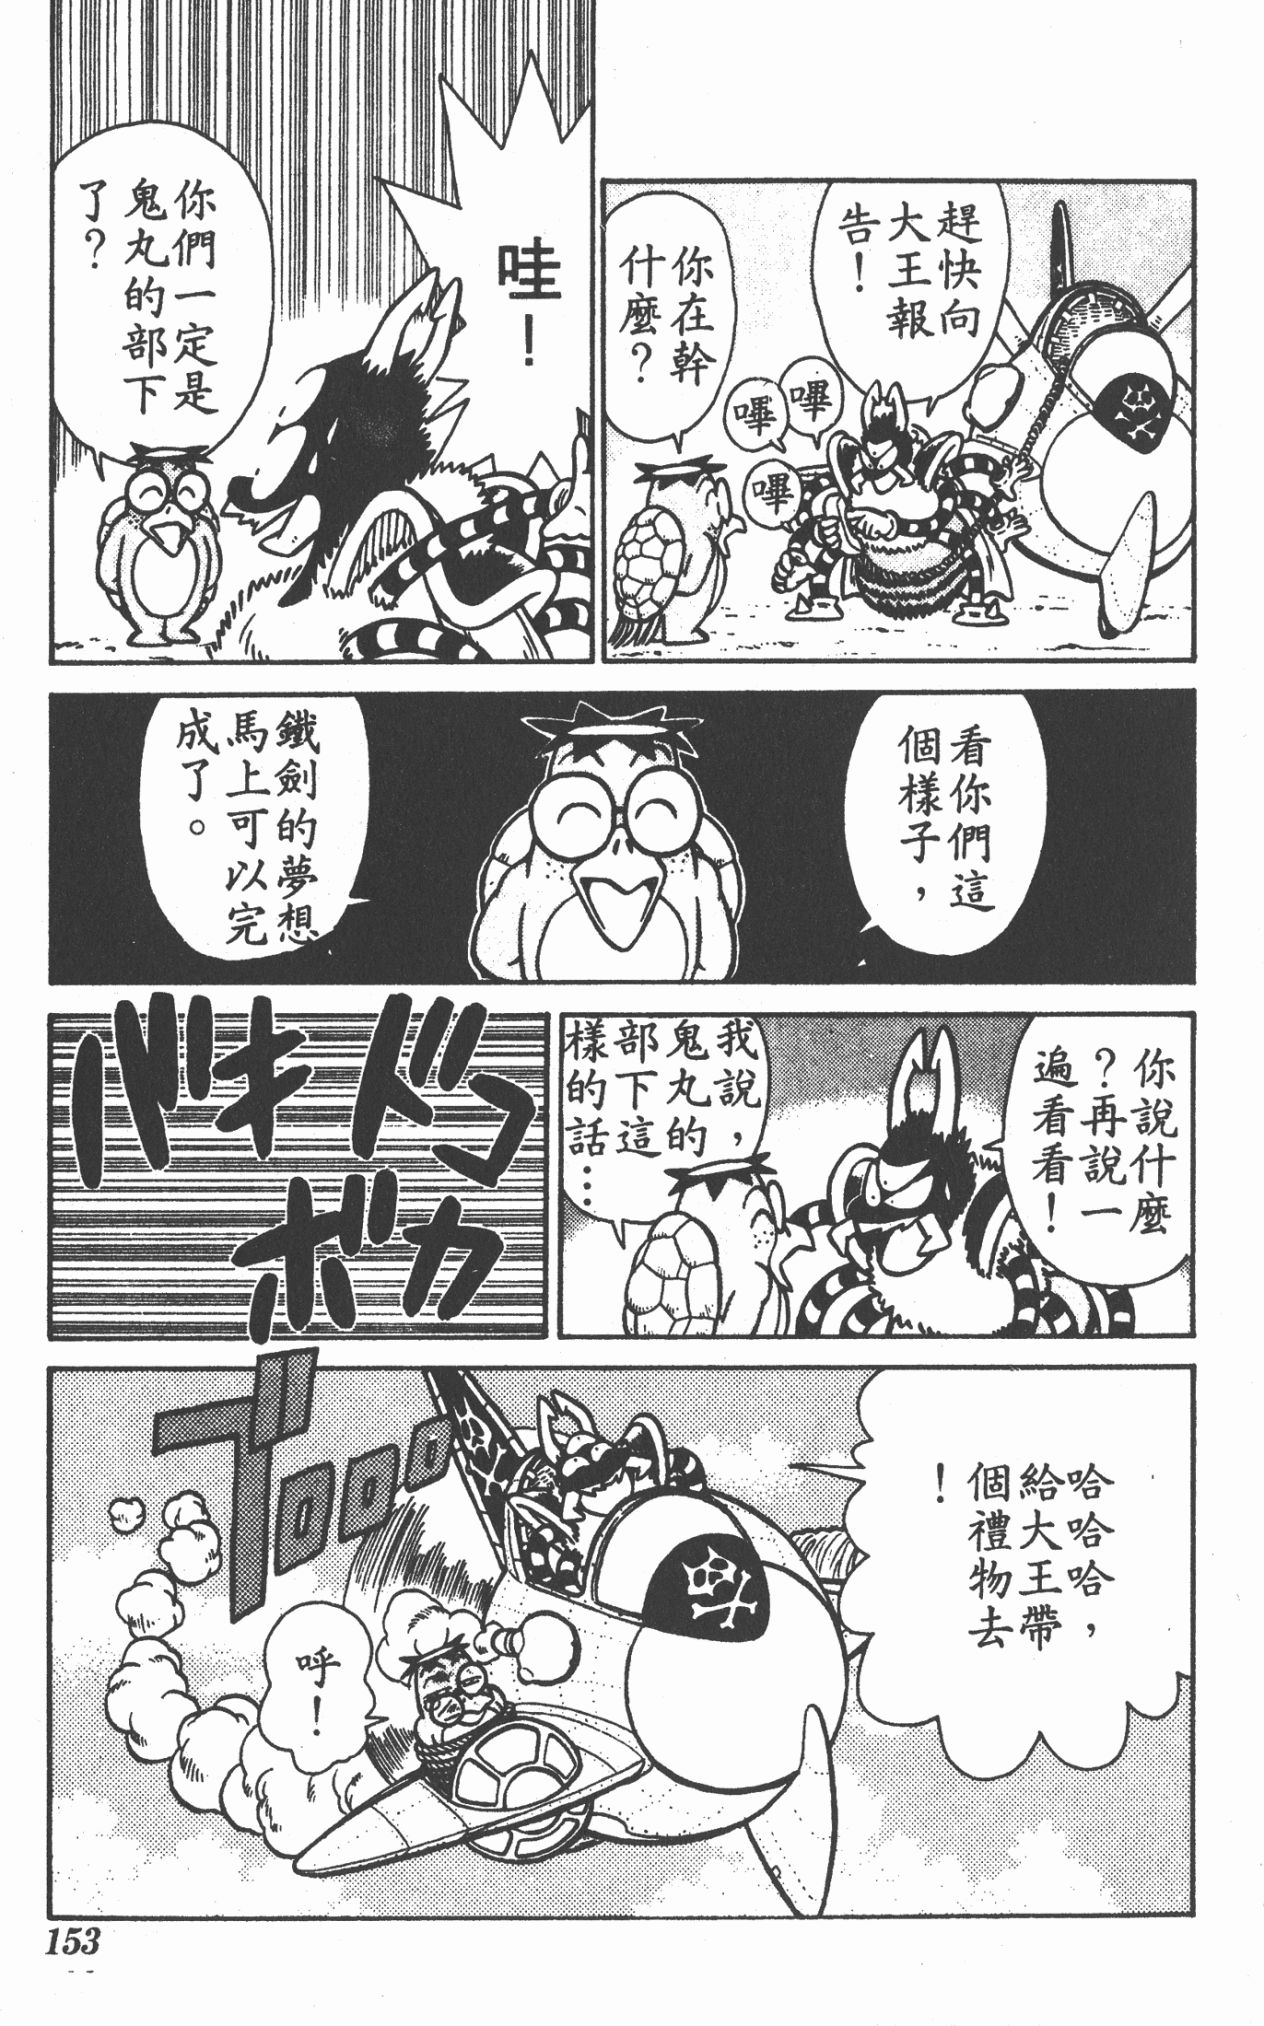 趕快向
大王報
告！
嗶
嗶
嗶
你在幹
什麼？
哇！
你們一定是
鬼丸的部下
了？
看你們這
個樣子，
鐵劍的夢想
馬上可以完
成了。
你說什麼
？再說一
遍看看！
我說，
鬼丸的
部下這
樣的話…
ドコ
バキ
ボカ
哈哈哈，
給大王帶
個禮物去
！
呼！
ブロロロ
153